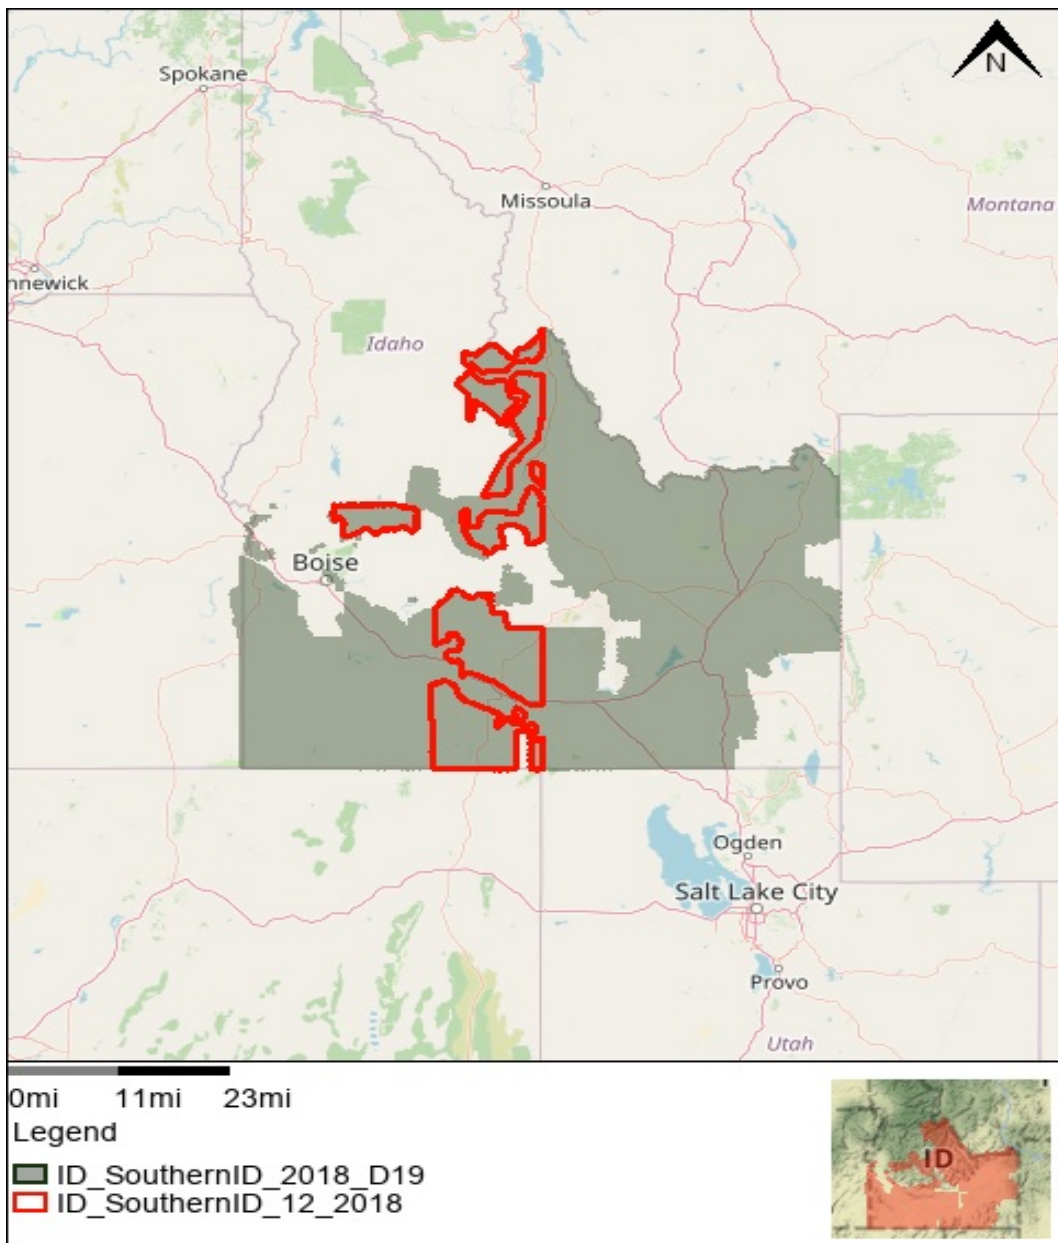 N
Spokane
Missoula
Montana
nnewick
Idaho
Boise
Ogden
Salt Lake City
Provo
Utah
0mi 11mi 23mi
Legend
ID
ID_SouthernID_2018_D19
ID_SouthernID_12_2018